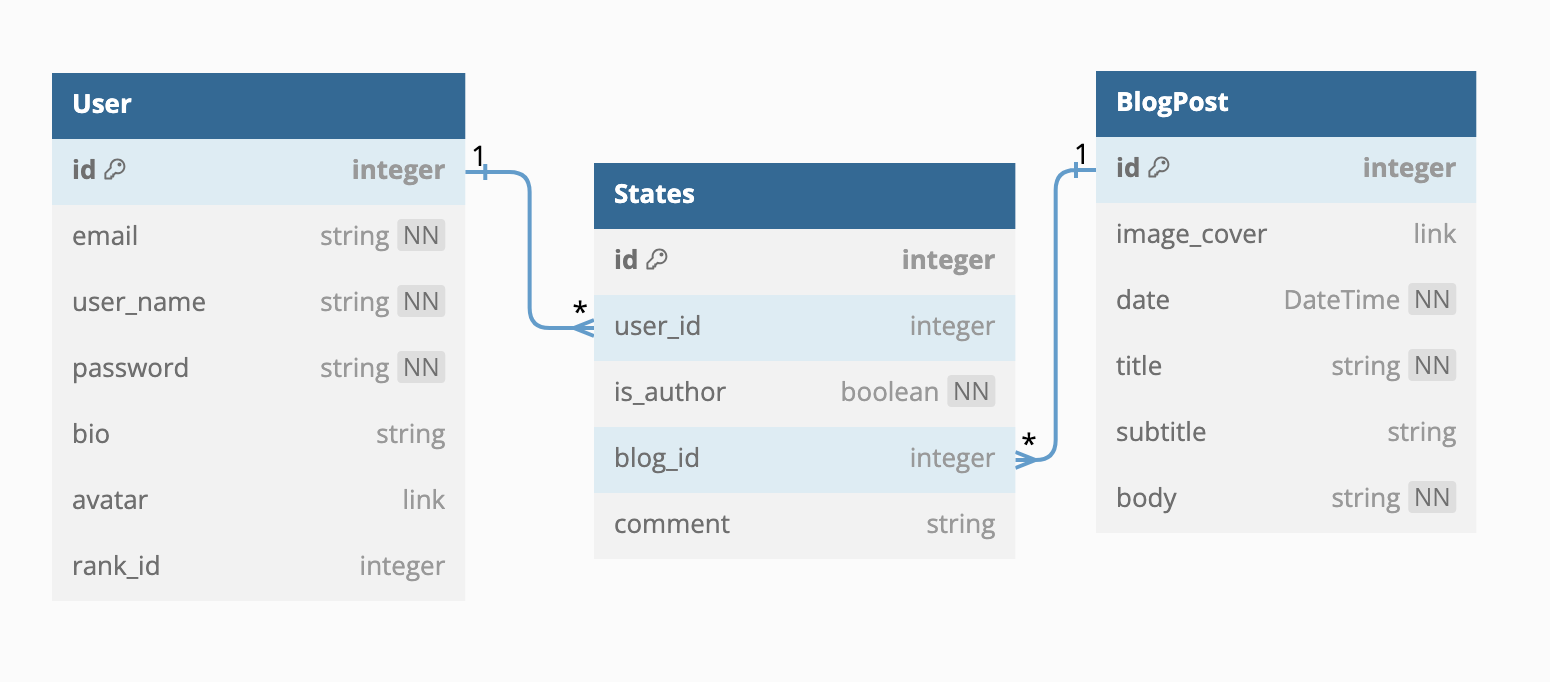 User
id integer
email string NN
user_name string NN
password string NN
bio string
avatar link
rank_id integer
1
*
States
id integer
user_id integer
is_author boolean NN
blog_id integer
comment string
*
1
BlogPost
id integer
image_cover link
date DateTime NN
title string NN
subtitle string
body string NN